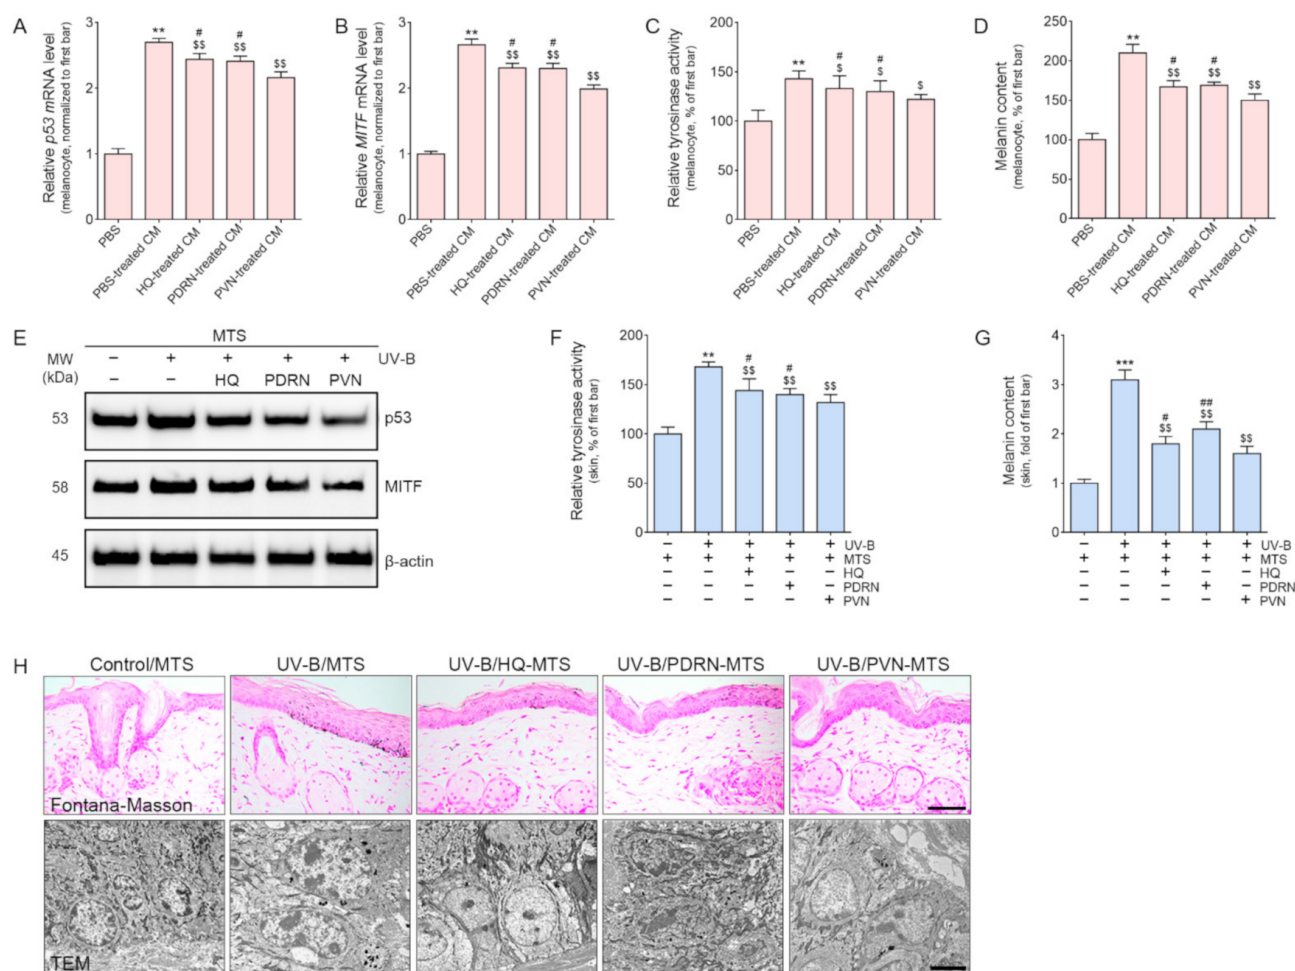 A
Relative p53 mRNA level
(melanocyte, normalized to first bar)
3
2
1
0
**
#
$$
#
$$
$$
PBS
PBS-treated CM
HQ-treated CM
PDRN-treated CM
PVN-treated CM
B
Relative MITF mRNA level
(melanocyte, normalized to first bar)
3
2
1
0
**
#
$$
#
$$
$$
PBS
PBS-treated CM
HQ-treated CM
PDRN-treated CM
PVN-treated CM
C
Relative tyrosinase activity
(melanocyte, % of first bar)
200
150
100
50
0
**
#
$
#
$
$
PBS
PBS-treated CM
HQ-treated CM
PDRN-treated CM
PVN-treated CM
D
Melanin content
(melanocyte, % of first bar)
250
200
150
100
50
0
**
#
$$
#
$$
$$
PBS
PBS-treated CM
HQ-treated CM
PDRN-treated CM
PVN-treated CM
E
MTS
MW
(kDa)
– + + + + UV-B
– – HQ PDRN PVN
53 p53
58 MITF
45 β-actin
F
Relative tyrosinase activity
(skin, % of first bar)
200
150
100
50
0
**
#
$$
#
$$
$$
– + + + + UV-B
+ + + + + MTS
– – + – – HQ
– – – + – PDRN
– – – – + PVN
G
Melanin content
(skin, fold of first bar)
4
3
2
1
0
***
#
$$
##
$$
$$
– + + + + UV-B
+ + + + + MTS
– – + – – HQ
– – – + – PDRN
– – – – + PVN
H
Control/MTS UV-B/MTS UV-B/HQ-MTS UV-B/PDRN-MTS UV-B/PVN-MTS
Fontana-Masson
TEM